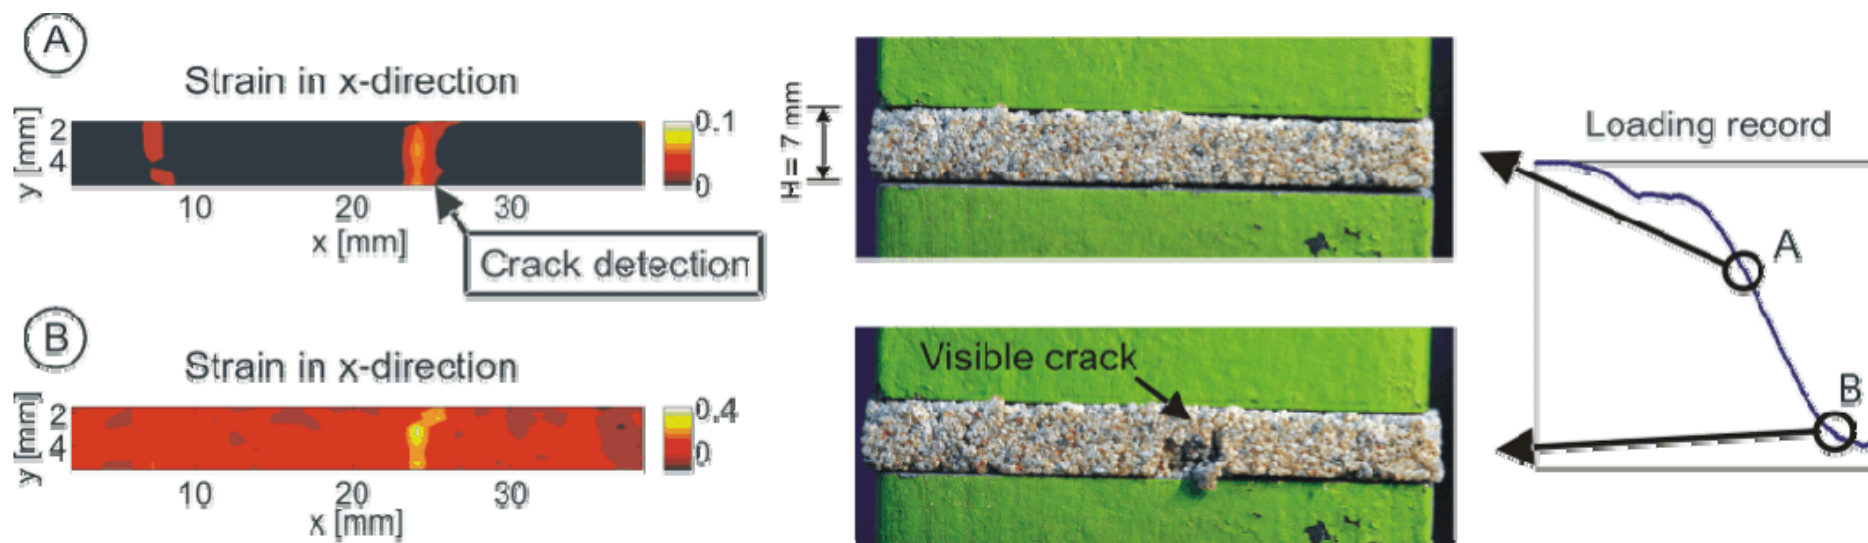 A
Strain in x-direction
y [mm]
2
4
0.1
0
10
20
30
x [mm]
Crack detection
H = 7 mm
Loading record
A
B
B
Strain in x-direction
y [mm]
2
4
0.4
0
10
20
30
x [mm]
Visible crack